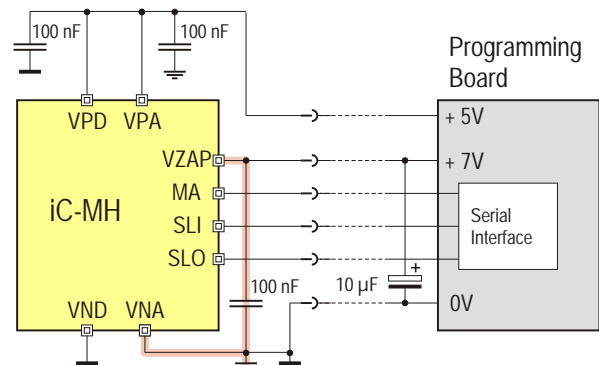 100 nF
100 nF
Programming
Board
VPD
VPA
+ 5V
VZAP
+ 7V
MA
iC-MH
SLI
Serial
Interface
SLO
100 nF
10 µF
+
0V
VND
VNA